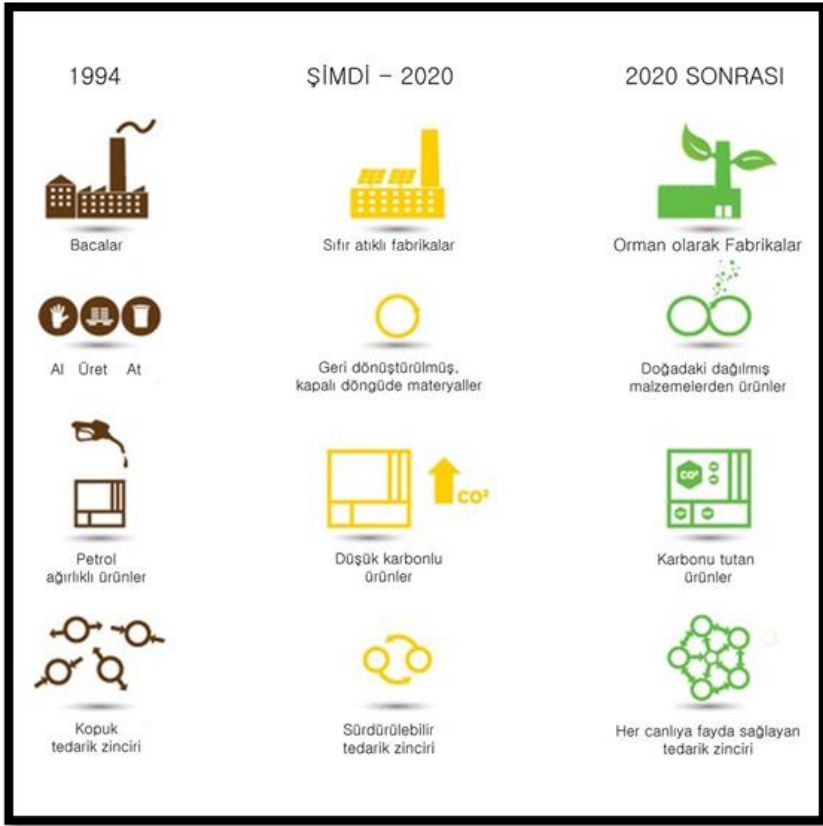 1994
ŞİMDİ – 2020
2020 SONRASI
Bacalar
Sıfır atıklı fabrikalar
Orman olarak Fabrikalar
Al Üret At
Geri dönüştürülmüş,
kapalı döngüde materyaller
Doğadaki dağılmış
malzemelerden ürünler
CO²
CO²
Petrol
ağırlıklı ürünler
Düşük karbonlu
ürünler
Karbonu tutan
ürünler
Kopuk
tedarik zinciri
Sürdürülebilir
tedarik zinciri
Her canlıya fayda sağlayan
tedarik zinciri